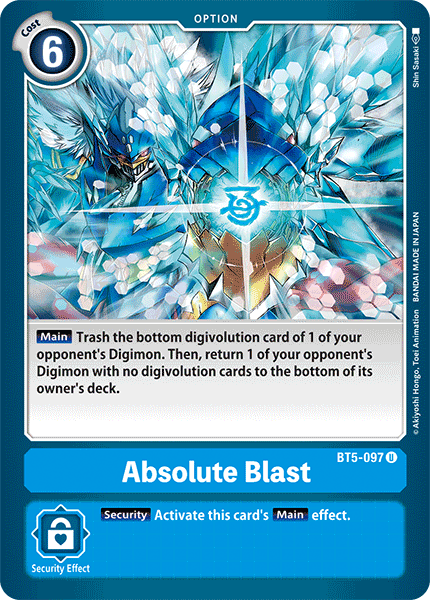 OPTION
Cost
6
Shin Sasaki
©Akiyoshi Hongo, Toei Animation BANDAI MADE IN JAPAN
Main Trash the bottom digivolution card of 1 of your
opponent's Digimon. Then, return 1 of your opponent's
Digimon with no digivolution cards to the bottom of its
owner's deck.
BT5-097 U
Absolute Blast
Security Activate this card's Main effect.
Security Effect